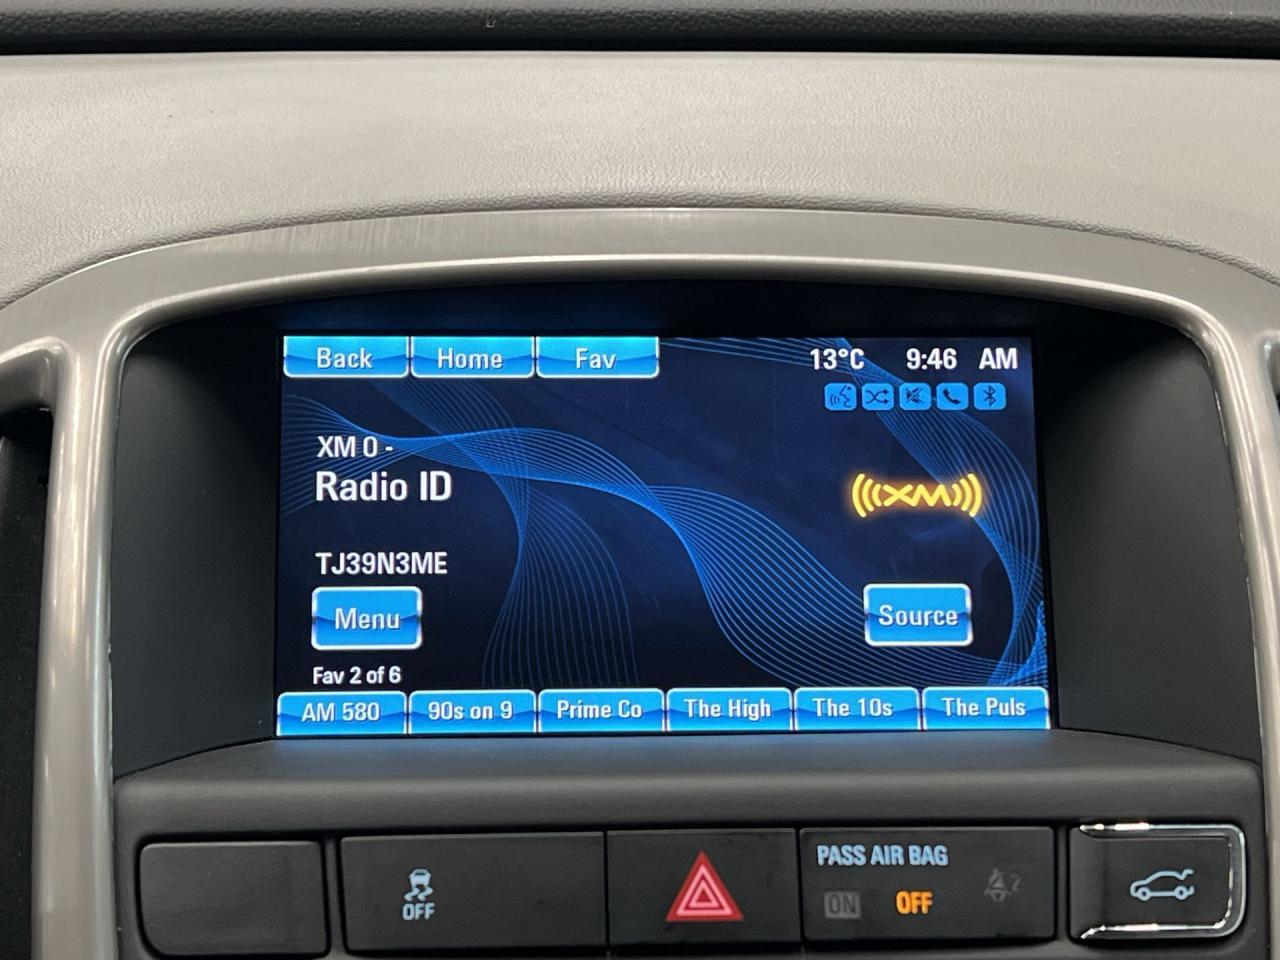 Back Home Fav 13°C 9:46 AM
XM 0 -
Radio ID
XM
TJ39N3ME
Menu Source
Fav 2 of 6
AM 580 90s on 9 Prime Co The High The 10s The Puls
PASS AIR BAG
OFF ON OFF 2